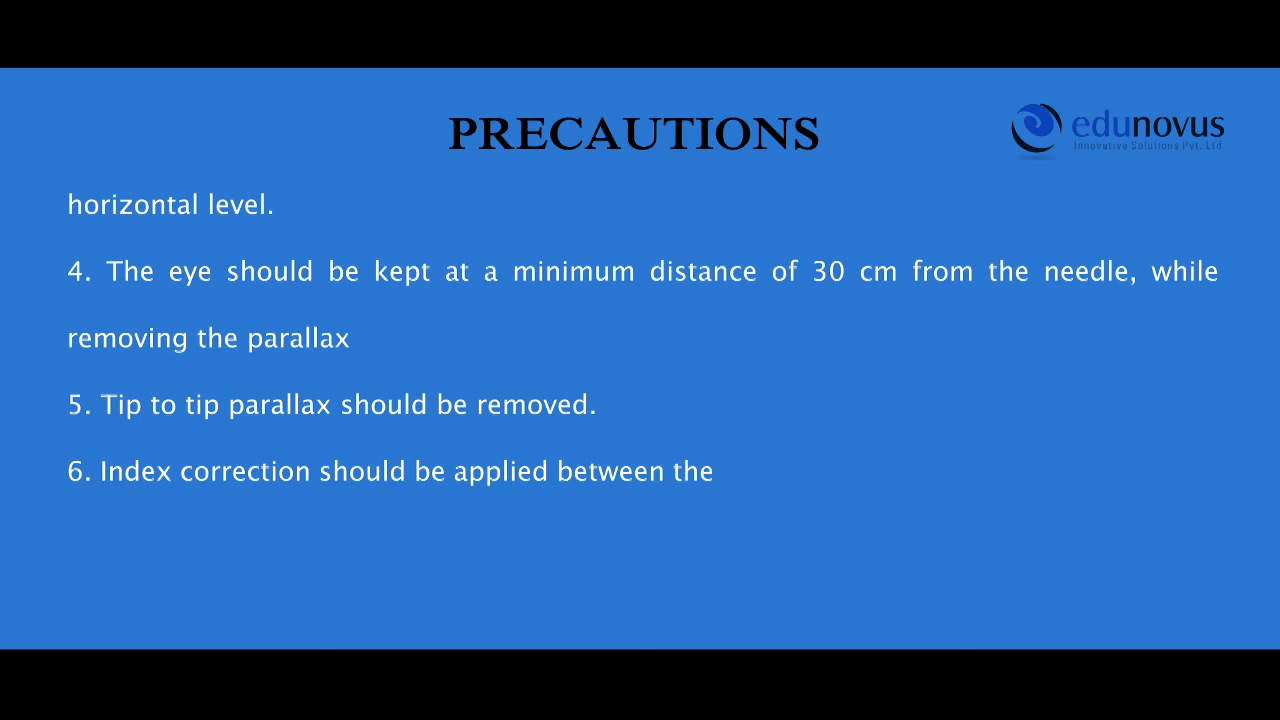 PRECAUTIONS
edunovus
Innovative Solutions Pvt. Ltd
horizontal level.
4. The eye should be kept at a minimum distance of 30 cm from the needle, while
removing the parallax
5. Tip to tip parallax should be removed.
6. Index correction should be applied between the